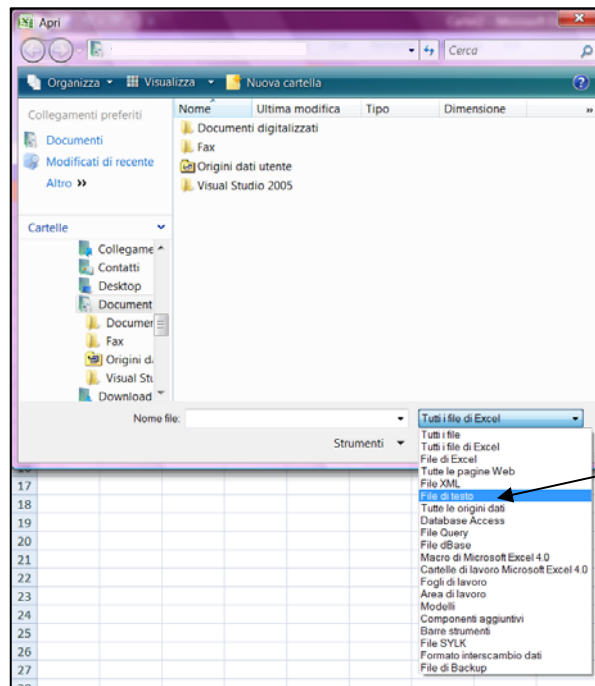 Apri
Cerca
Organizza Visualizza Nuova cartella
Collegamenti preferiti
Documenti
Modificati di recente
Altro »
Nome Ultima modifica Tipo Dimensione »
Documenti digitalizzati
Fax
Origini dati utente
Visual Studio 2005
Cartelle
Collegame
Contatti
Desktop
Document
Documen
Fax
Origini d
Visual Stu
Download
Nome file:
Tutti i file di Excel
Strumenti
Tutti i file
Tutti i file di Excel
File di Excel
Tutte le pagine Web
File XML
File di testo
Tutte le origini dati
Database Access
File Query
File dBase
Macro di Microsoft Excel 4.0
Cartelle di lavoro Microsoft Excel 4.0
Fogli di lavoro
Area di lavoro
Modelli
Componenti aggiuntivi
Barre strumenti
File SYLK
Formato interscambio dati
File di Backup
17
18
19
20
21
22
23
24
25
26
27